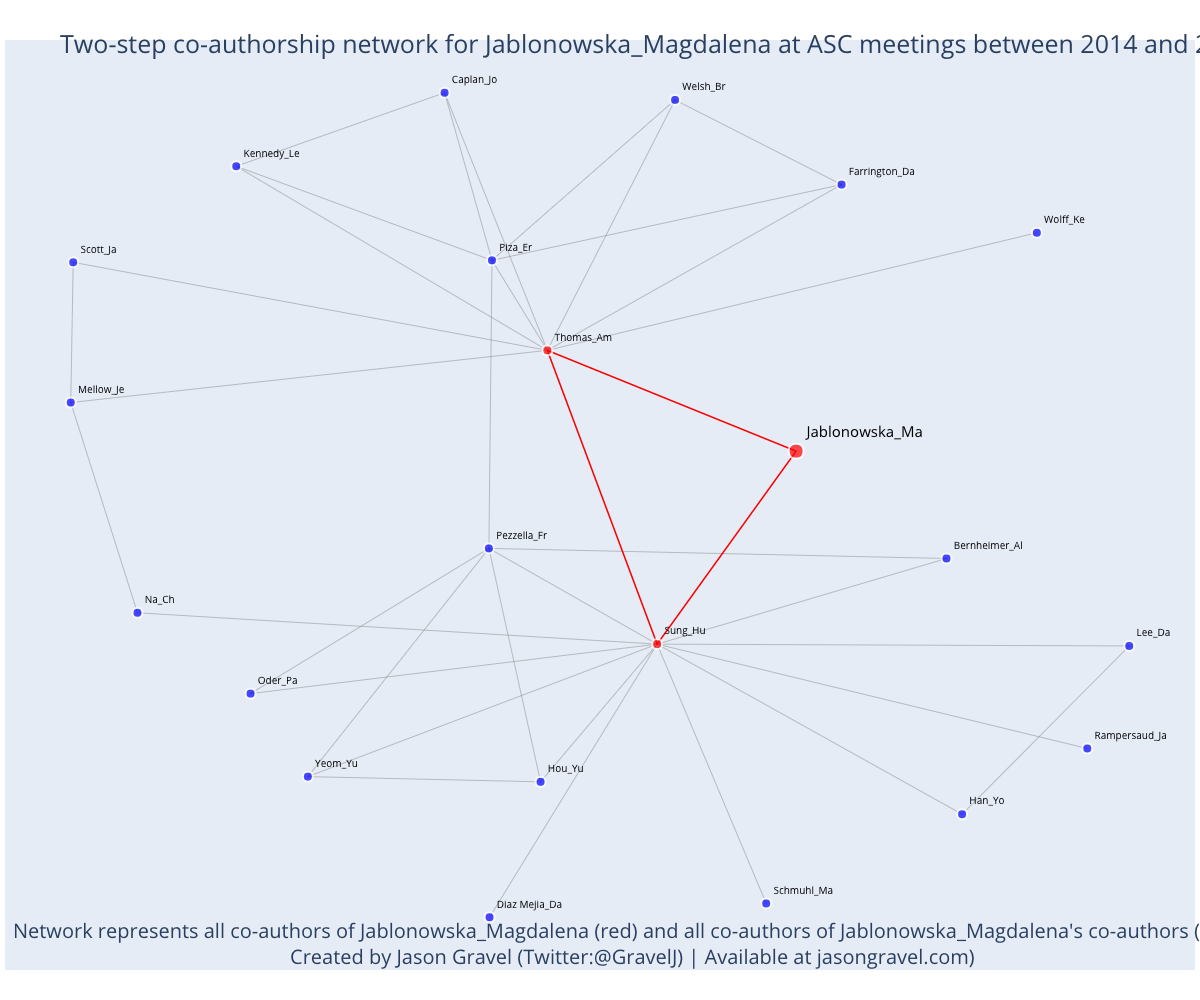 Two-step co-authorship network for Jablonowska_Magdalena at ASC meetings between 2014 and
Caplan_Jo
Welsh_Br
Kennedy_Le
Farrington_Da
Wolff_Ke
Scott_Ja
Piza_Er
Thomas_Am
Mellow_Je
Jablonowska_Ma
Pezzella_Fr
Bernheimer_Al
Na_Ch
Sung_Hu
Lee_Da
Oder_Pa
Rampersaud_Ja
Yeom_Yu
Hou_Yu
Han_Yo
Schmuhl_Ma
Diaz Mejia_Da
Network represents all co-authors of Jablonowska_Magdalena (red) and all co-authors of Jablonowska_Magdalena's co-authors (
Created by Jason Gravel (Twitter:@GravelJ) | Available at jasongravel.com)